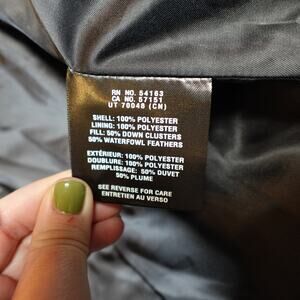 RN NO. 54163
CA NO. 57151
UT 70048 (CN)
SHELL: 100% POLYESTER
LINING: 100% POLYESTER
FILL: 50% DOWN CLUSTERS
50% WATERFOWL FEATHERS
EXTÉRIEUR: 100% POLYESTER
DOUBLURE: 100% POLYESTER
REMPLISSAGE: 50% DUVET
50% PLUME
SEE REVERSE FOR CARE
ENTRETIEN AU VERSO